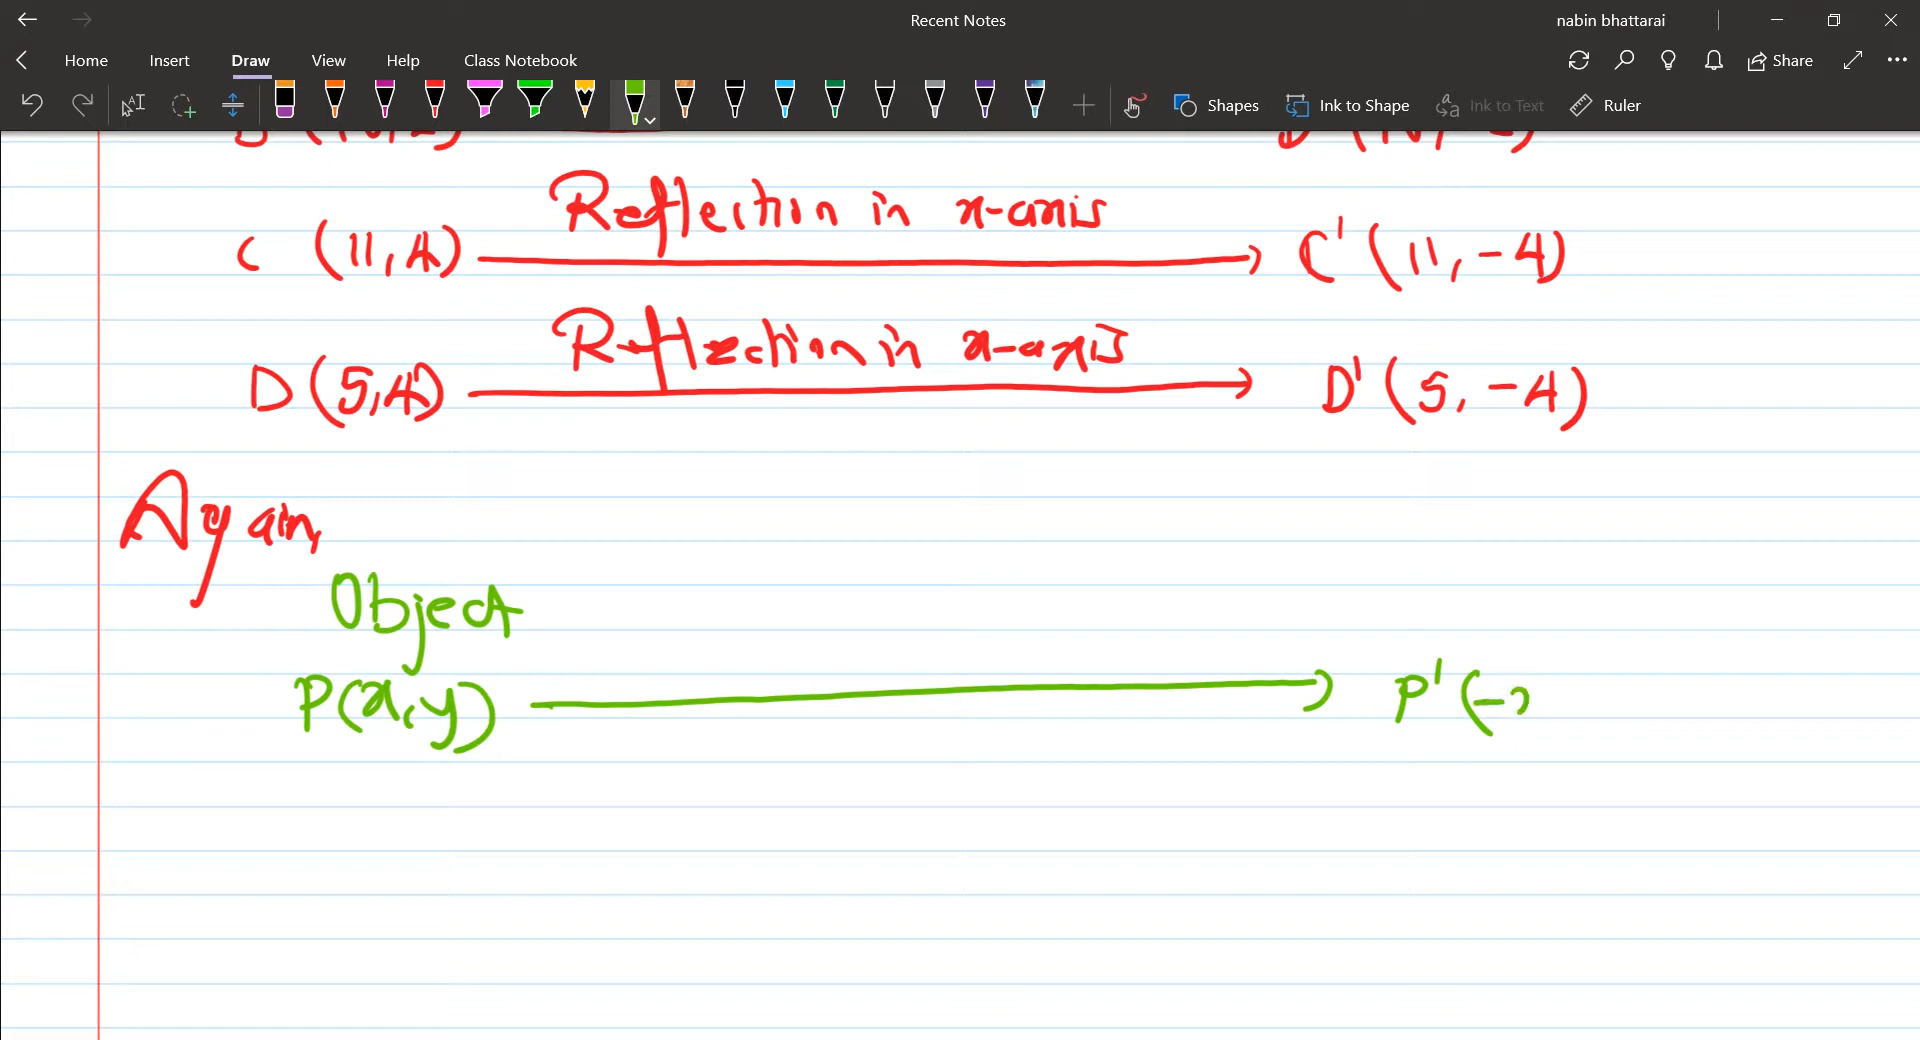 Recent Notes
nabin bhattarai
Home Insert Draw View Help Class Notebook Share
Shapes Ink to Shape Ink to Text Ruler
Reflection in x-axis
C (11,4) C' (11,-4)
Reflection in x-axis
D (5,4) D' (5,-4)
Again,
Object
P(x,y) P' (-